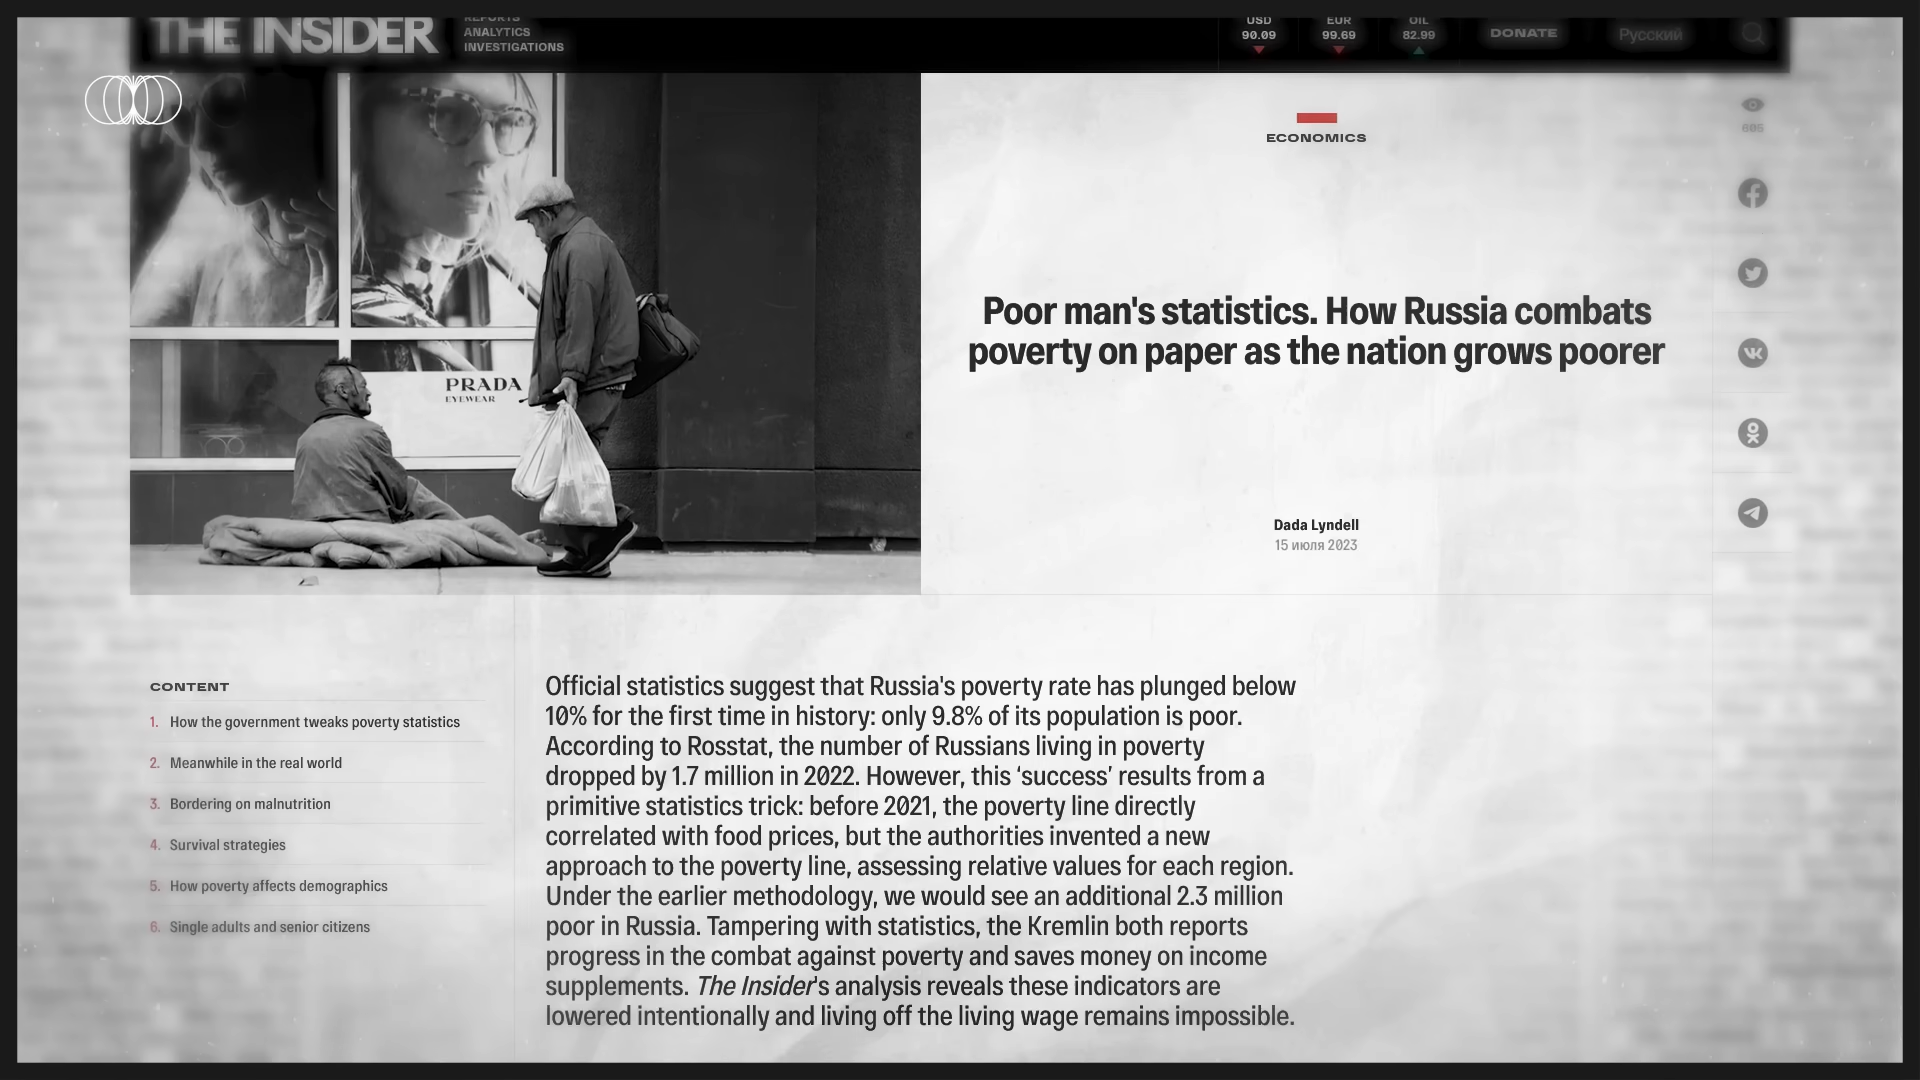 THE INSIDER
REPORTS
ANALYTICS
INVESTIGATIONS
USD
90.09
EUR
99.69
OIL
82.99
DONATE
Русский
PRADA
EYEWEAR
ECONOMICS
685
Poor man's statistics. How Russia combats
poverty on paper as the nation grows poorer
Dada Lyndell
15 июля 2023
CONTENT
1. How the government tweaks poverty statistics
2. Meanwhile in the real world
3. Bordering on malnutrition
4. Survival strategies
5. How poverty affects demographics
6. Single adults and senior citizens
Official statistics suggest that Russia's poverty rate has plunged below
10% for the first time in history: only 9.8% of its population is poor.
According to Rosstat, the number of Russians living in poverty
dropped by 1.7 million in 2022. However, this ‘success’ results from a
primitive statistics trick: before 2021, the poverty line directly
correlated with food prices, but the authorities invented a new
approach to the poverty line, assessing relative values for each region.
Under the earlier methodology, we would see an additional 2.3 million
poor in Russia. Tampering with statistics, the Kremlin both reports
progress in the combat against poverty and saves money on income
supplements. The Insider's analysis reveals these indicators are
lowered intentionally and living off the living wage remains impossible.